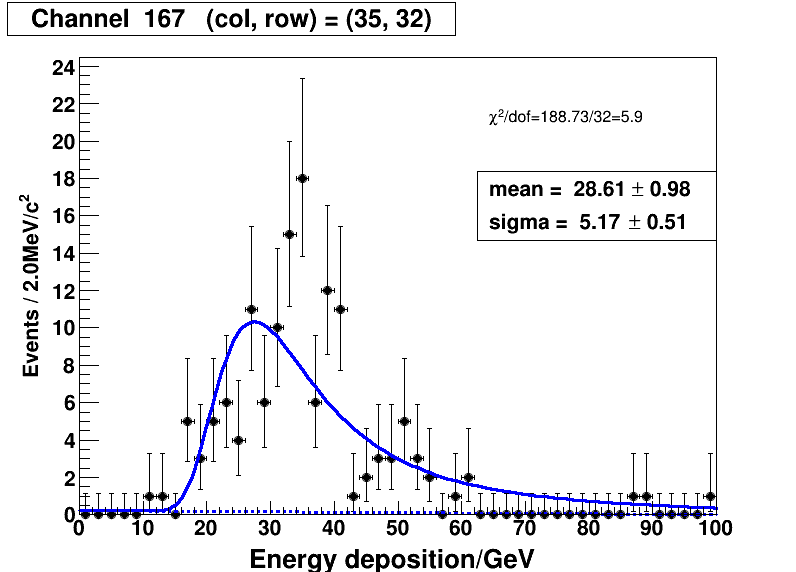 Channel 167 (col, row) = (35, 32)
χ²/dof=188.73/32=5.9
mean = 28.61 ± 0.98
sigma = 5.17 ± 0.51
Events / 2.0MeV/c²
24
22
20
18
16
14
12
10
8
6
4
2
0
0 10 20 30 40 50 60 70 80 90 100
Energy deposition/GeV